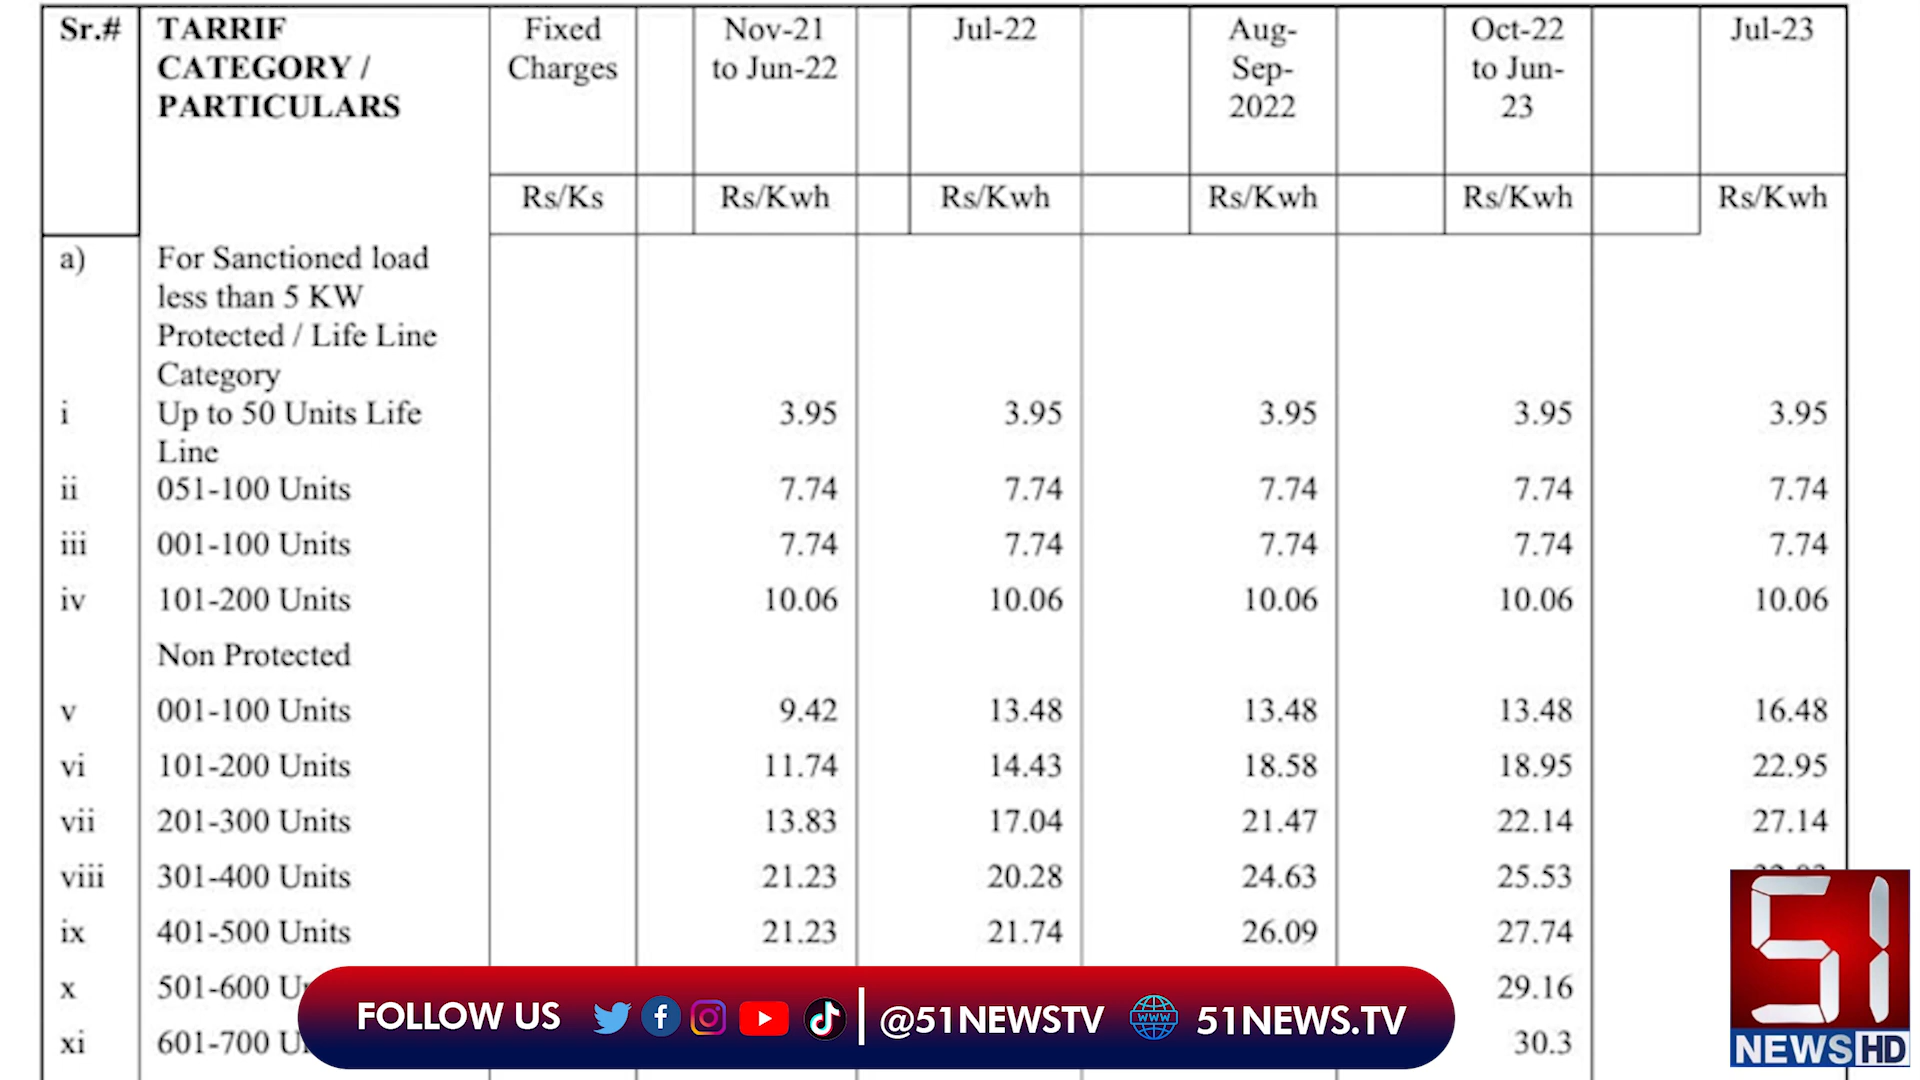 Sr.# TARRIF CATEGORY / PARTICULARS Fixed Charges Nov-21 to Jun-22 Jul-22 Aug-Sep-2022 Oct-22 to Jun-23 Jul-23
Rs/Ks Rs/Kwh Rs/Kwh Rs/Kwh Rs/Kwh Rs/Kwh
a) For Sanctioned load
less than 5 KW
Protected / Life Line
Category
i Up to 50 Units Life 3.95 3.95 3.95 3.95 3.95
Line
ii 051-100 Units 7.74 7.74 7.74 7.74 7.74
iii 001-100 Units 7.74 7.74 7.74 7.74 7.74
iv 101-200 Units 10.06 10.06 10.06 10.06 10.06
Non Protected
v 001-100 Units 9.42 13.48 13.48 13.48 16.48
vi 101-200 Units 11.74 14.43 18.58 18.95 22.95
vii 201-300 Units 13.83 17.04 21.47 22.14 27.14
viii 301-400 Units 21.23 20.28 24.63 25.53
ix 401-500 Units 21.23 21.74 26.09 27.74
x 501-600 29.16
xi 601-700 30.3
FOLLOW US @51NEWSTV WWW 51NEWS.TV
51
NEWS HD